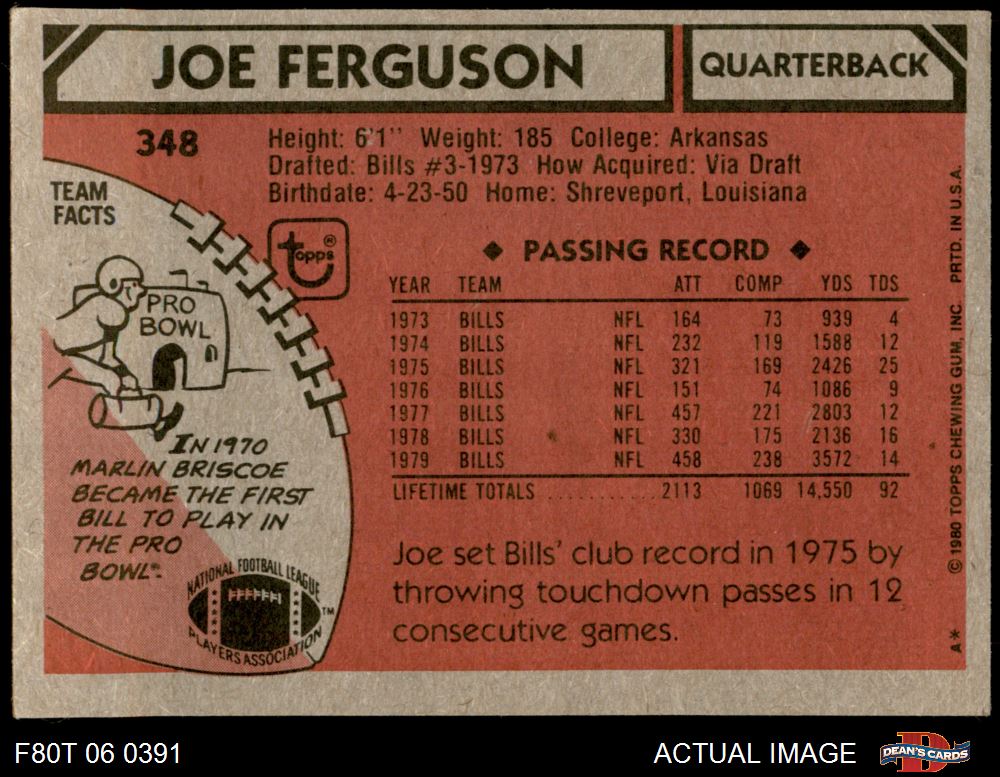 JOE FERGUSON
QUARTERBACK
348
Height: 6'1" Weight: 185 College: Arkansas
Drafted: Bills #3-1973 How Acquired: Via Draft
Birthdate: 4-23-50 Home: Shreveport, Louisiana
TEAM
FACTS
topps®
PRO
BOWL
IN 1970
MARLIN BRISCOE
BECAME THE FIRST
BILL TO PLAY IN
THE PRO
BOWL.
NATIONAL FOOTBALL LEAGUE
PLAYERS ASSOCIATION
TM
◆ PASSING RECORD ◆
YEAR TEAM ATT COMP YDS TDS
1973 BILLS NFL 164 73 939 4
1974 BILLS NFL 232 119 1588 12
1975 BILLS NFL 321 169 2426 25
1976 BILLS NFL 151 74 1086 9
1977 BILLS NFL 457 221 2803 12
1978 BILLS NFL 330 175 2136 16
1979 BILLS NFL 458 238 3572 14
LIFETIME TOTALS .......... 2113 1069 14,550 92
Joe set Bills' club record in 1975 by
throwing touchdown passes in 12
consecutive games.
A* © 1980 TOPPS CHEWING GUM, INC. PRTD. IN U.S.A.
F80T 06 0391
ACTUAL IMAGE
D
DEAN'S CARDS